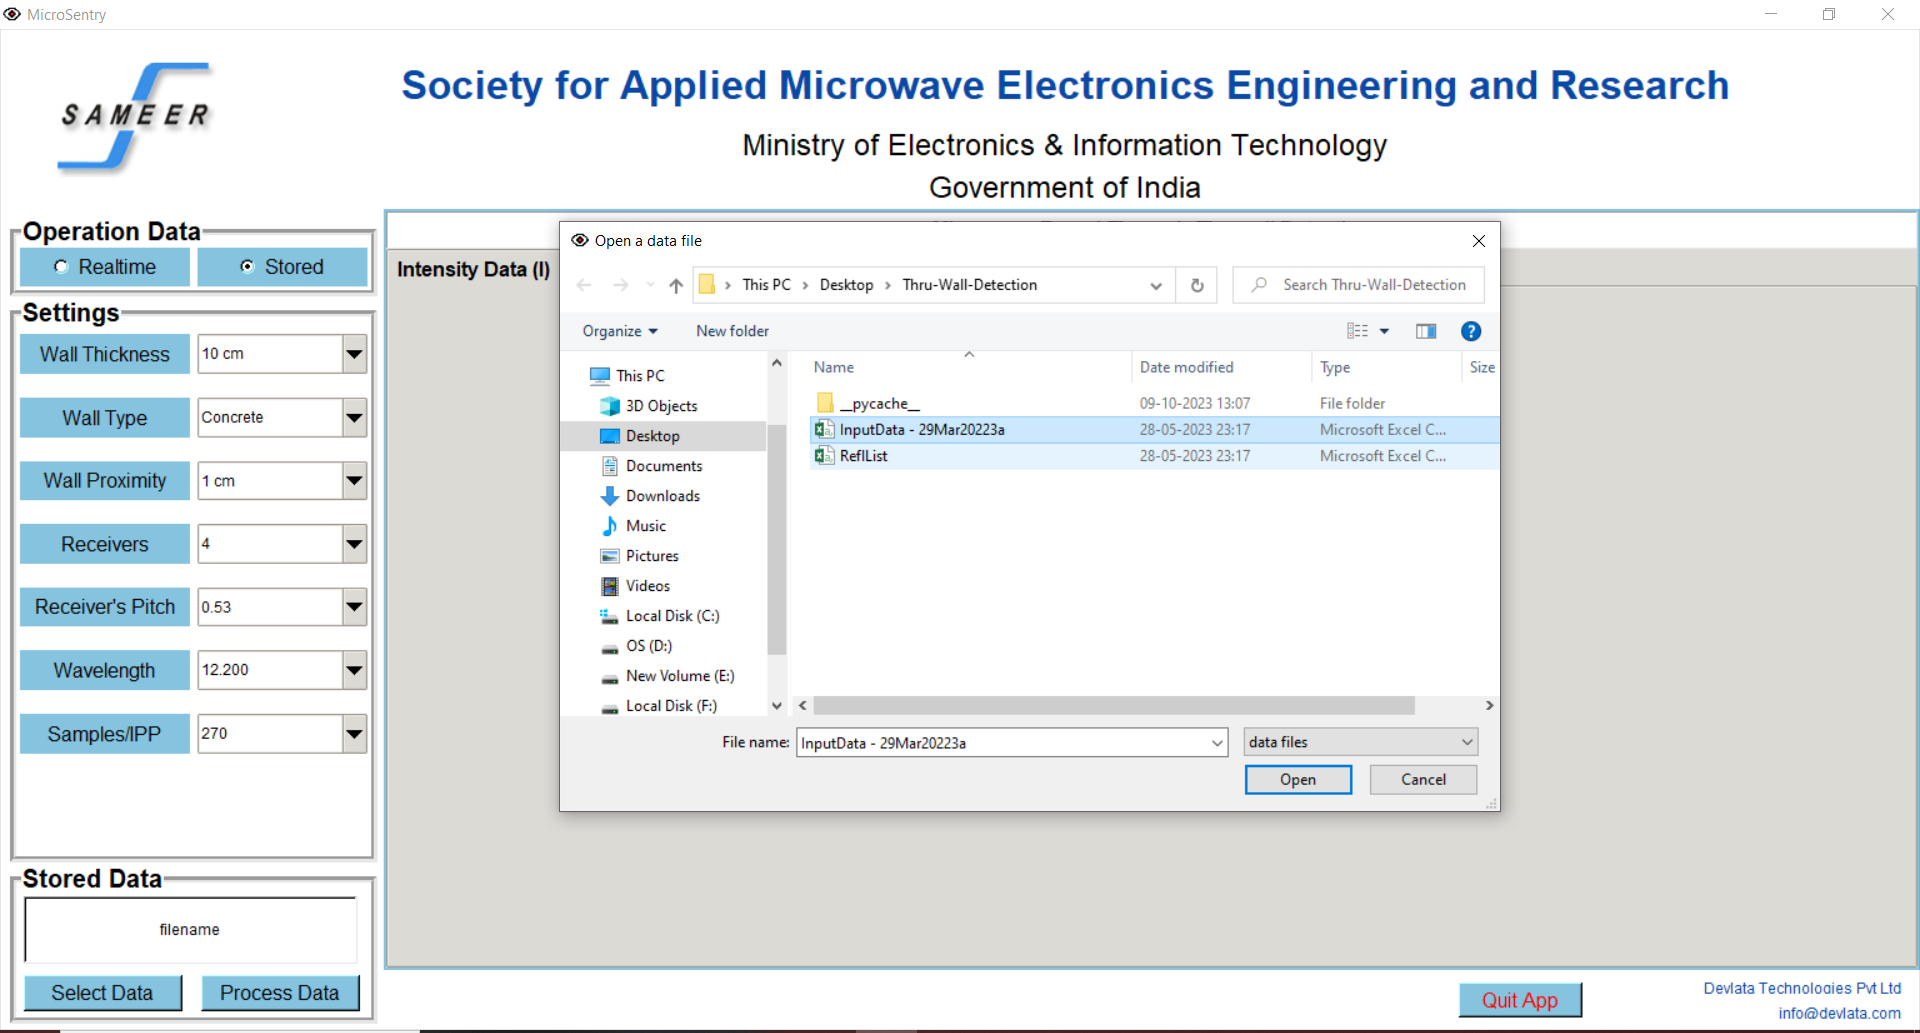 MicroSentry
SAMEER
Society for Applied Microwave Electronics Engineering and Research
Ministry of Electronics & Information Technology
Government of India
Operation Data
Realtime
Stored
Settings
Wall Thickness
10 cm
Wall Type
Concrete
Wall Proximity
1 cm
Receivers
4
Receiver's Pitch
0.53
Wavelength
12.200
Samples/IPP
270
Stored Data
filename
Select Data
Process Data
Intensity Data (I)
Open a data file
This PC
Desktop
Thru-Wall-Detection
Search Thru-Wall-Detection
Organize
New folder
This PC
3D Objects
Desktop
Documents
Downloads
Music
Pictures
Videos
Local Disk (C:)
OS (D:)
New Volume (E:)
Local Disk (F:)
Name Date modified Type Size
__pycache__ 09-10-2023 13:07 File folder
InputData - 29Mar20223a 28-05-2023 23:17 Microsoft Excel C...
ReflList 28-05-2023 23:17 Microsoft Excel C...
File name: InputData - 29Mar20223a
data files
Open
Cancel
Quit App
Devlata Technologies Pvt Ltd
info@devlata.com